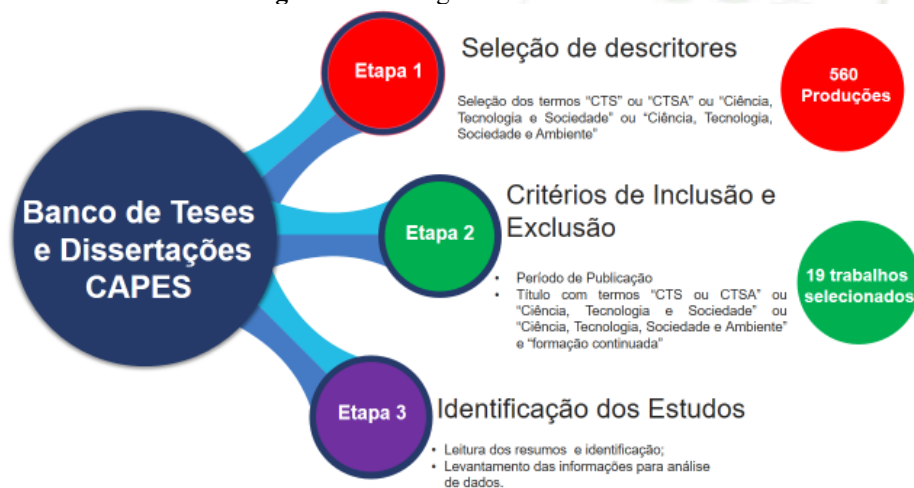 Banco de Teses
e Dissertações
CAPES
Etapa 1
Seleção de descritores
Seleção dos termos “CTS” ou “CTSA” ou “Ciência,
Tecnologia e Sociedade” ou “Ciência, Tecnologia,
Sociedade e Ambiente”
560
Produções
Etapa 2
Critérios de Inclusão e
Exclusão
• Período de Publicação
• Título com termos “CTS ou CTSA” ou
“Ciência, Tecnologia e Sociedade” ou
“Ciência, Tecnologia, Sociedade e Ambiente”
e “formação continuada”
19 trabalhos
selecionados
Etapa 3
Identificação dos Estudos
• Leitura dos resumos e identificação;
• Levantamento das informações para análise
de dados.